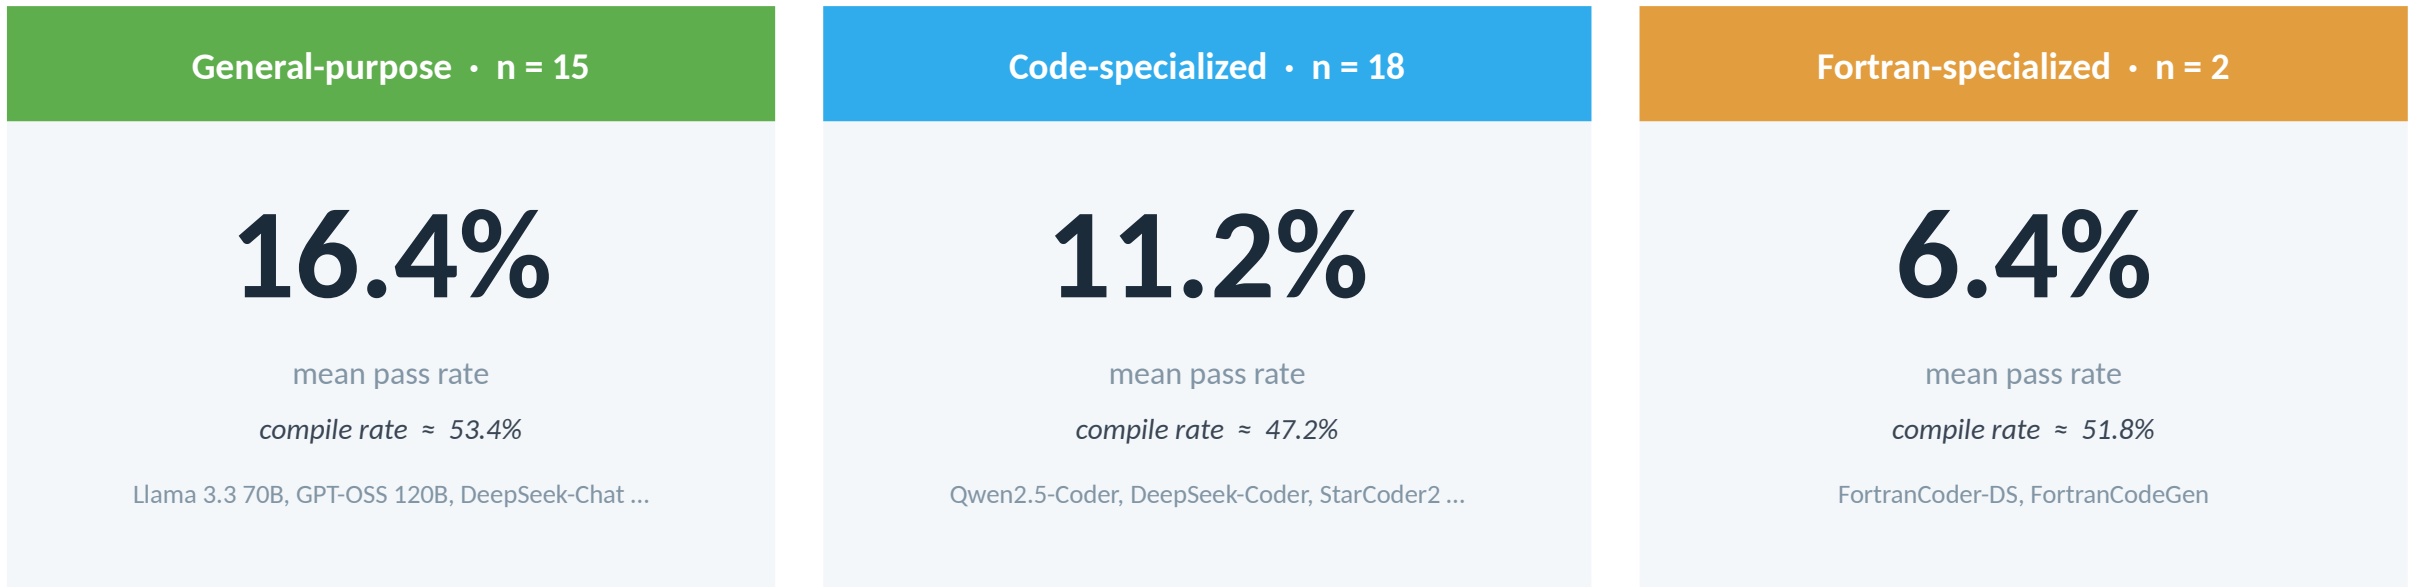 General-purpose · n = 15
16.4%
mean pass rate
compile rate ≈ 53.4%
Llama 3.3 70B, GPT-OSS 120B, DeepSeek-Chat ...
Code-specialized · n = 18
11.2%
mean pass rate
compile rate ≈ 47.2%
Qwen2.5-Coder, DeepSeek-Coder, StarCoder2 ...
Fortran-specialized · n = 2
6.4%
mean pass rate
compile rate ≈ 51.8%
FortranCoder-DS, FortranCodeGen